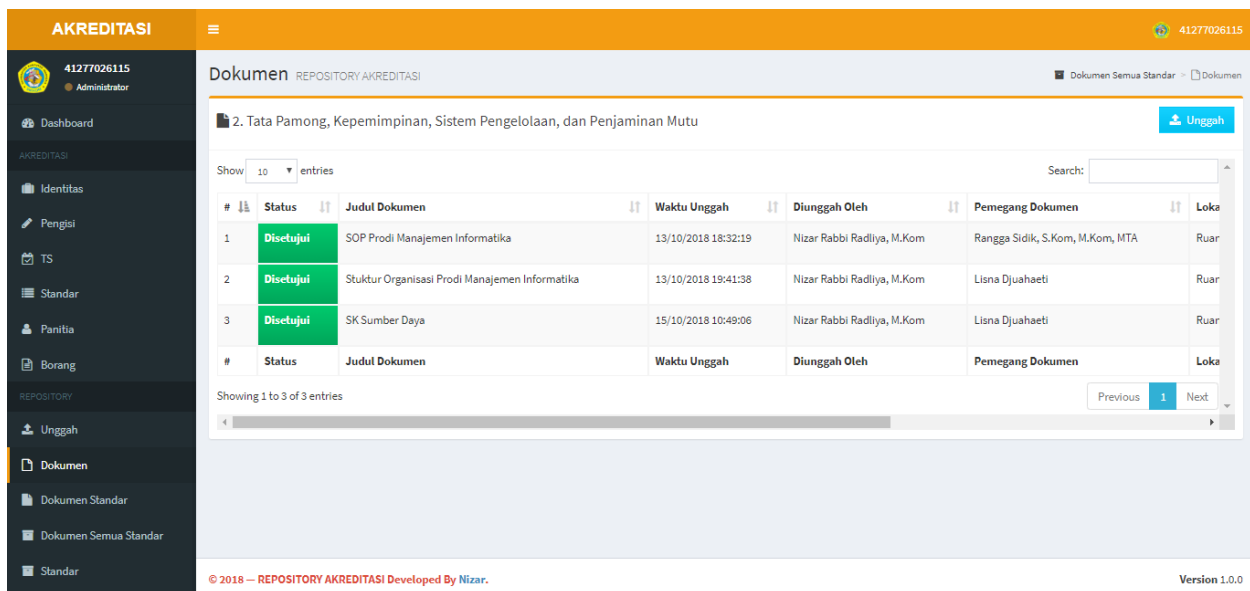 AKREDITASI
41277026115
41277026115
Administrator
Dashboard
AKREDITASI
Identitas
Pengisi
TS
Standar
Panitia
Borang
REPOSITORY
Unggah
Dokumen
Dokumen Standar
Dokumen Semua Standar
Standar
Dokumen REPOSITORY AKREDITASI
Dokumen Semua Standar > Dokumen
2. Tata Pamong, Kepemimpinan, Sistem Pengelolaan, dan Penjaminan Mutu
Unggah
Show 10 entries
Search:
# Status Judul Dokumen Waktu Unggah Diunggah Oleh Pemegang Dokumen Loka
1 Disetujui SOP Prodi Manajemen Informatika 13/10/2018 18:32:19 Nizar Rabbi Radliya, M.Kom Rangga Sidik, S.Kom, M.Kom, MTA Ruar
2 Disetujui Stuktur Organisasi Prodi Manajemen Informatika 13/10/2018 19:41:38 Nizar Rabbi Radliya, M.Kom Lisna Djuahaeti Ruar
3 Disetujui SK Sumber Daya 15/10/2018 10:49:06 Nizar Rabbi Radliya, M.Kom Lisna Djuahaeti Ruar
# Status Judul Dokumen Waktu Unggah Diunggah Oleh Pemegang Dokumen Loka
Showing 1 to 3 of 3 entries
Previous 1 Next
© 2018 — REPOSITORY AKREDITASI Developed By Nizar.
Version 1.0.0